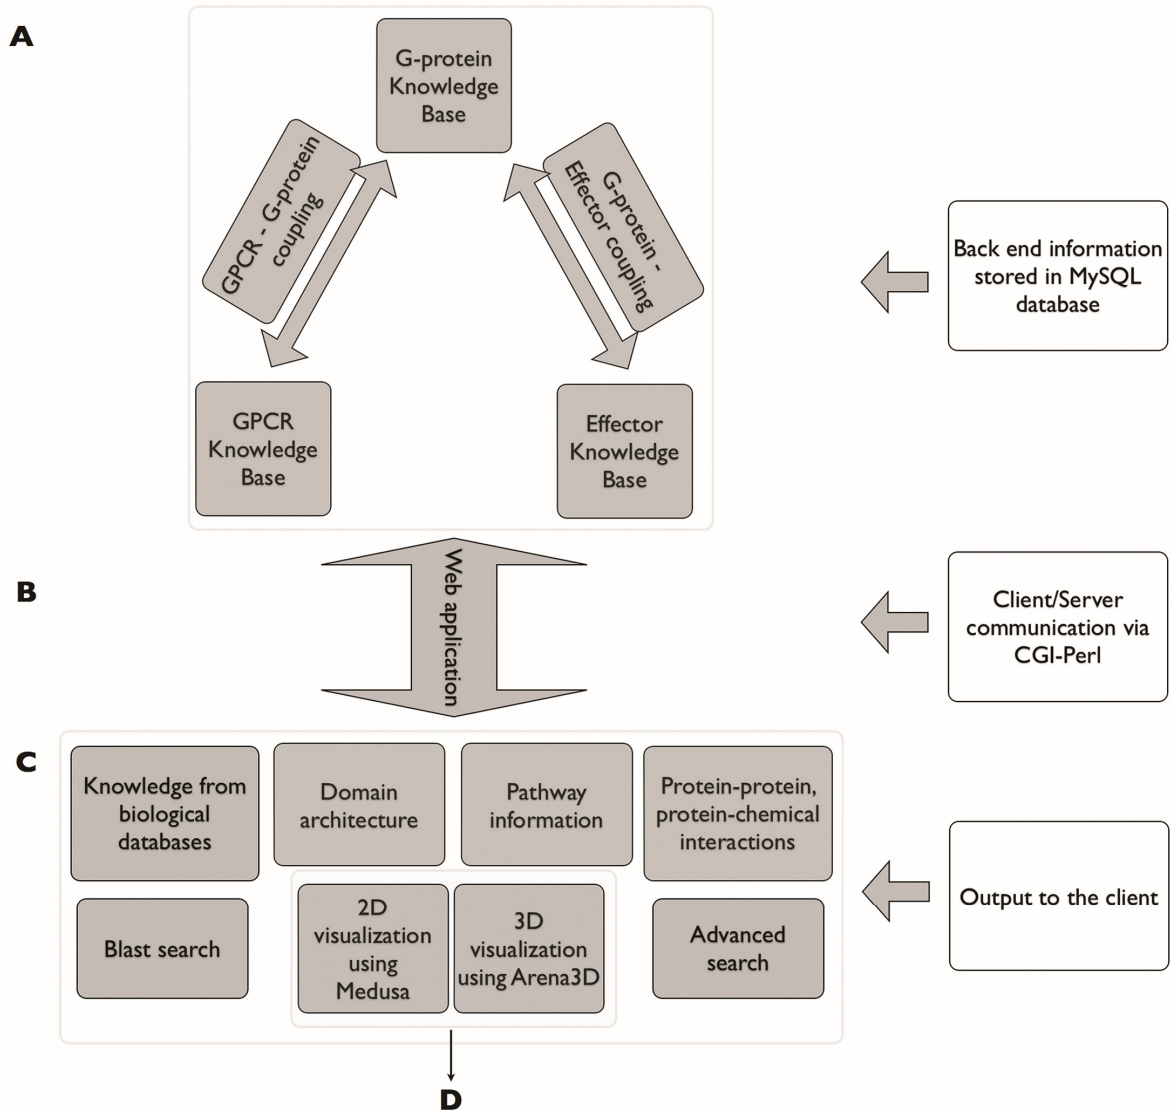 A
G-protein
Knowledge
Base
GPCR - G-protein
coupling
G-protein -
Effector coupling
GPCR
Knowledge
Base
Effector
Knowledge
Base
Back end information
stored in MySQL
database
B
Web application
Client/Server
communication via
CGI-Perl
C
Knowledge from
biological
databases
Domain
architecture
Pathway
information
Protein-protein,
protein-chemical
interactions
Blast search
2D
visualization
using
Medusa
3D
visualization
using Arena3D
Advanced
search
Output to the client
D